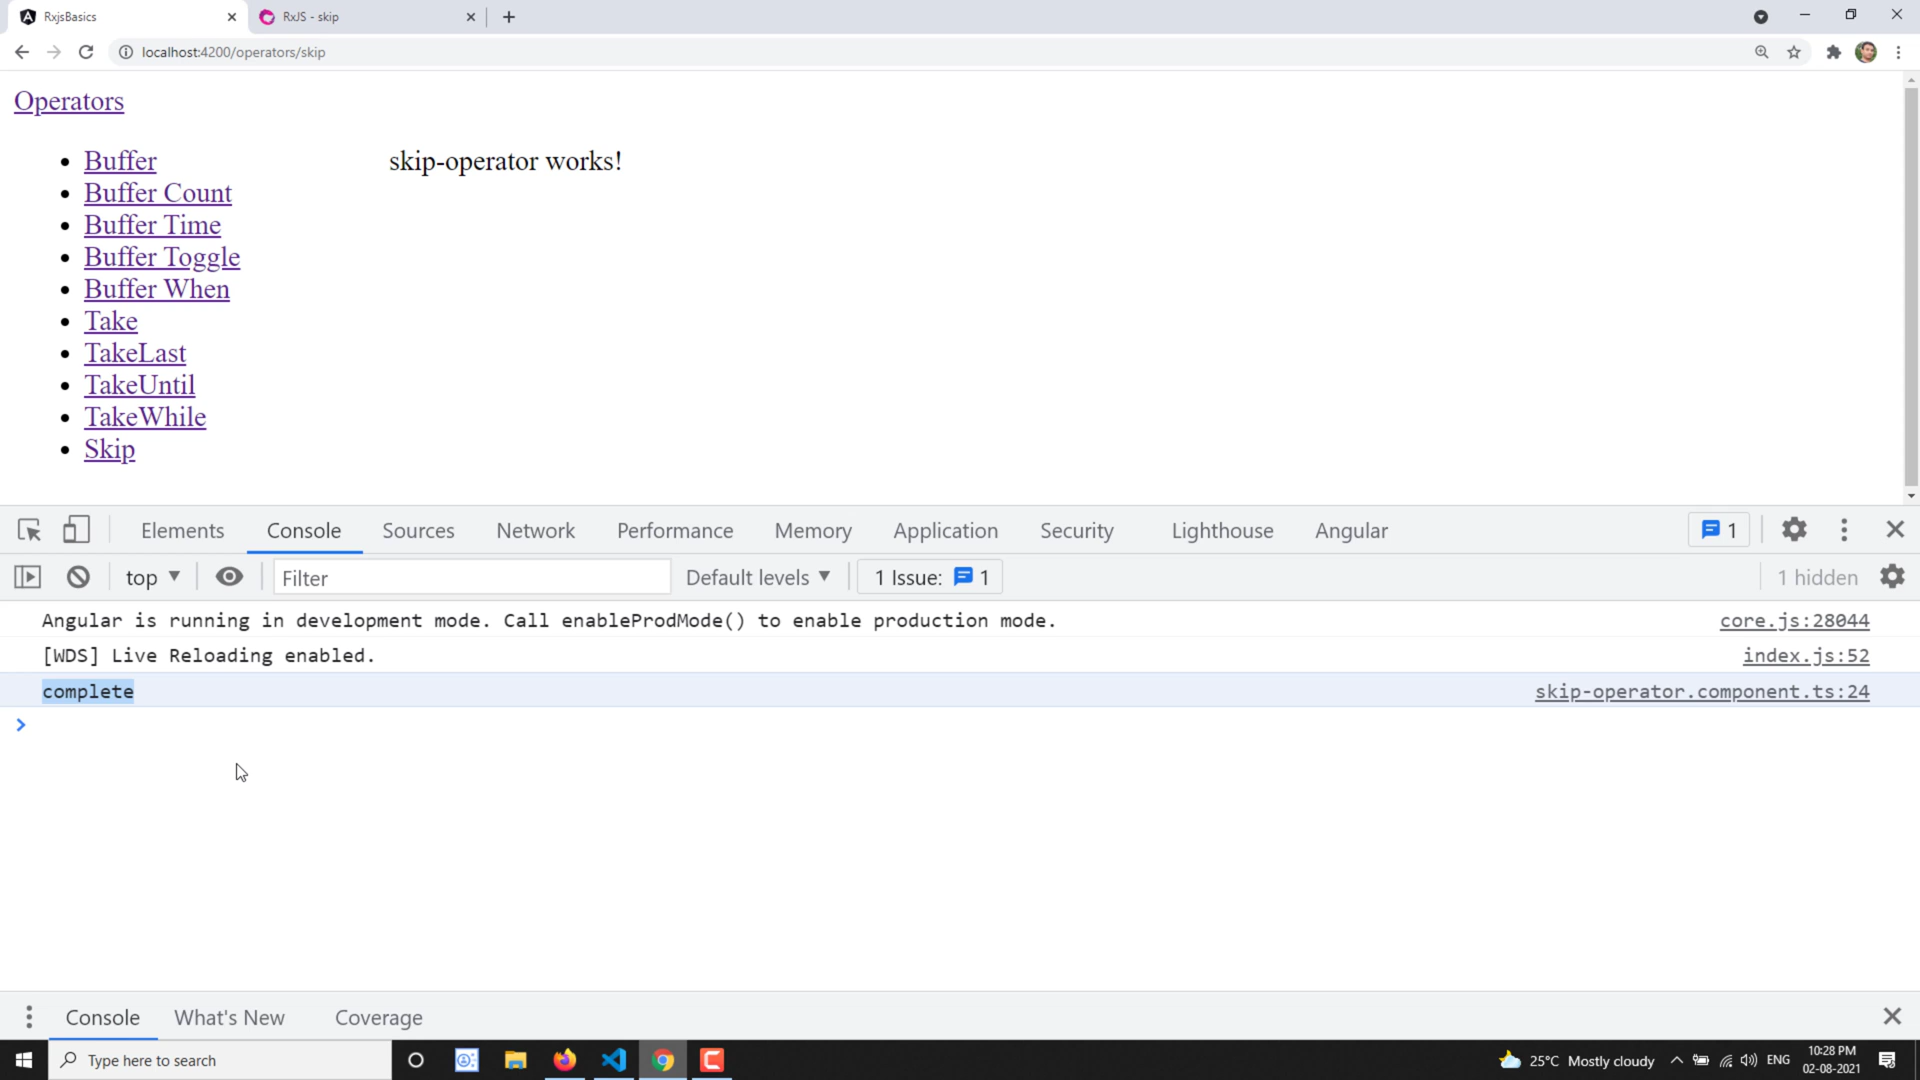 RxjsBasics
RxJS - skip
localhost:4200/operators/skip
Operators
Buffer
skip-operator works!
Buffer Count
Buffer Time
Buffer Toggle
Buffer When
Take
TakeLast
TakeUntil
TakeWhile
Skip
Elements Console Sources Network Performance Memory Application Security Lighthouse Angular 1
top Filter Default levels 1 Issue: 1 1 hidden
Angular is running in development mode. Call enableProdMode() to enable production mode. core.js:28044
[WDS] Live Reloading enabled. index.js:52
complete skip-operator.component.ts:24
Console What's New Coverage
Type here to search
25°C Mostly cloudy ENG
10:28 PM
02-08-2021